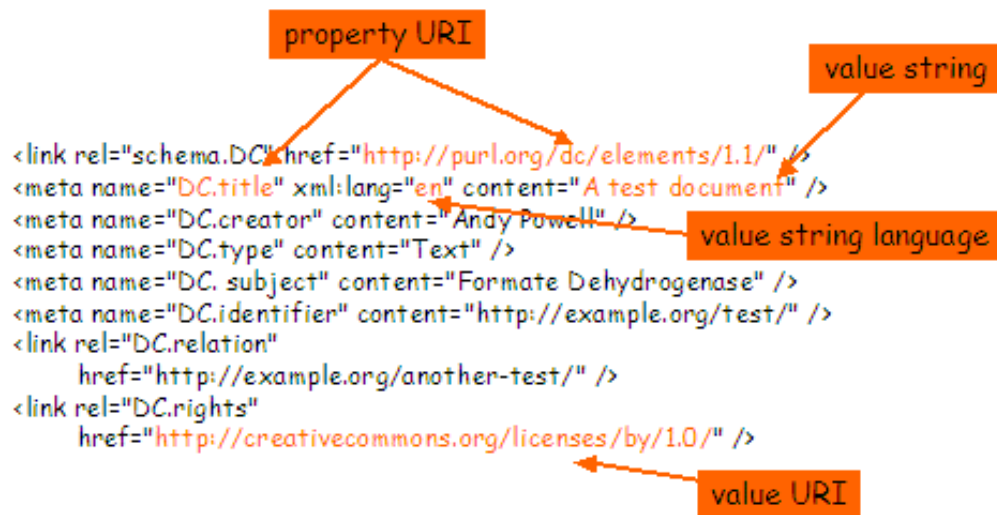 property URI
value string
<link rel="schema.DC" href="http://purl.org/dc/elements/1.1/" />
<meta name="DC.title" xml:lang="en" content="A test document" />
<meta name="DC.creator" content="Andy Powell" />
value string language
<meta name="DC.type" content="Text" />
<meta name="DC. subject" content="Formate Dehydrogenase" />
<meta name="DC.identifier" content="http://example.org/test/" />
<link rel="DC.relation"
href="http://example.org/another-test/" />
<link rel="DC.rights"
href="http://creativecommons.org/licenses/by/1.0/" />
value URI